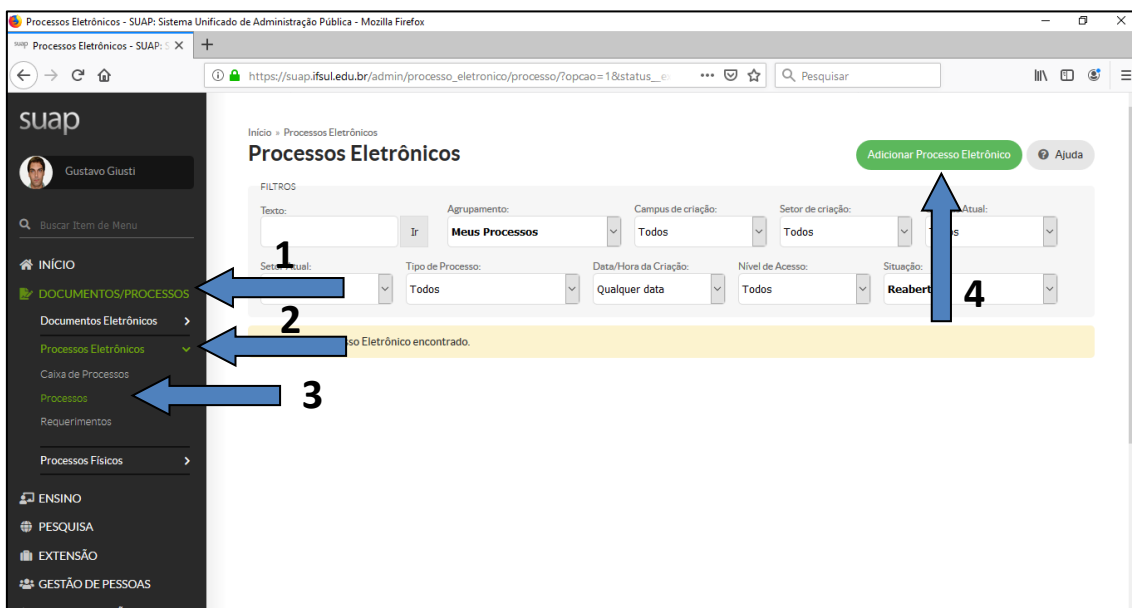 Processos Eletrônicos - SUAP: Sistema Unificado de Administração Pública - Mozilla Firefox
suap Processos Eletrônicos - SUAP: S
https://suap.ifsul.edu.br/admin/processo_eletronico/processo/?opcao=1&status_e
Pesquisar
suap
Gustavo Giusti
Buscar Item de Menu
INÍCIO
DOCUMENTOS/PROCESSOS
Documentos Eletrônicos
Processos Eletrônicos
Caixa de Processos
Processos
Requerimentos
Processos Físicos
ENSINO
PESQUISA
EXTENSÃO
GESTÃO DE PESSOAS
Início » Processos Eletrônicos
Processos Eletrônicos
Adicionar Processo Eletrônico
Ajuda
FILTROS
Texto: Agrupamento: Campus de criação: Setor de criação: Atual:
Ir Meus Processos Todos Todos
Tipo de Processo: Data/Hora da Criação: Nível de Acesso: Situação:
Todos Qualquer data Todos
Eletrônico encontrado.
1
2
3
4